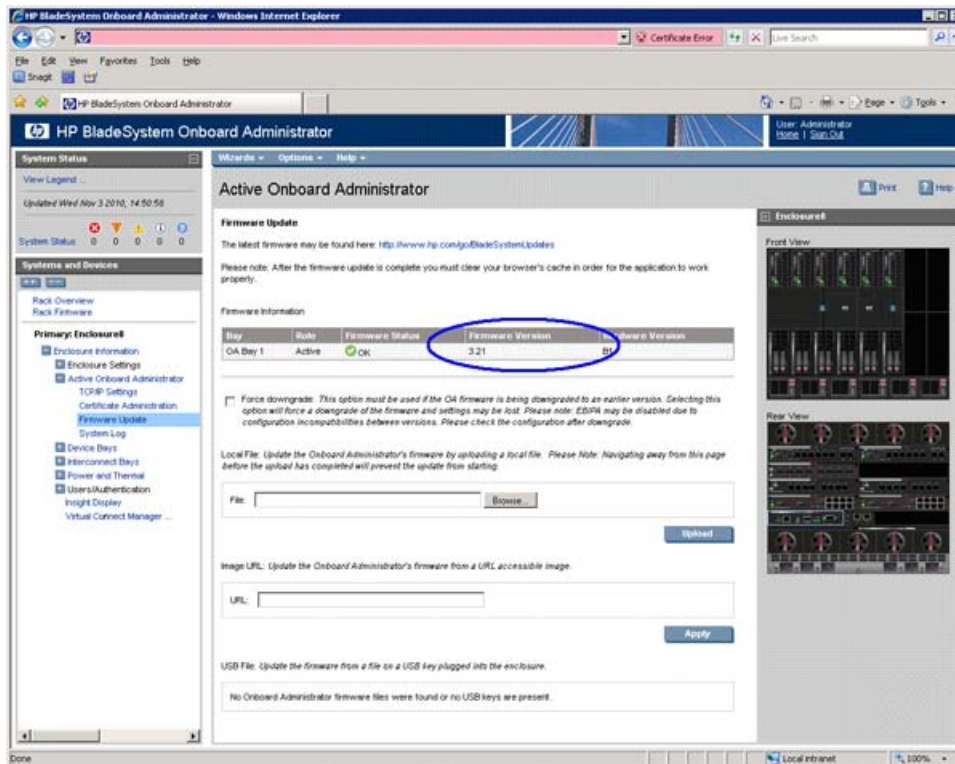 HP BladeSystem Onboard Administrator - Windows Internet Explorer
Certificate Error
Live Search
File Edit View Favorites Tools Help
SnagIt
HP BladeSystem Onboard Administrator
Page Tools
HP BladeSystem Onboard Administrator
User: Administrator
Home | Sign Out
System Status
View Legend ...
Updated Wed Nov 3 2010, 14:50:58
System Status 0 0 0 0 0
Systems and Devices
Rack Overview
Rack Firmware
Primary: Enclosure8
Enclosure Information
Enclosure Settings
Active Onboard Administrator
TCP/IP Settings
Certificate Administration
Firmware Update
System Log
Device Bays
Interconnect Bays
Power and Thermal
Users/Authentication
Insight Display
Virtual Connect Manager ...
Wizards Options Help
Active Onboard Administrator
Print Help
Firmware Update
The latest firmware may be found here: http://www.hp.com/go/BladeSystemUpdates
Please note: After the firmware update is complete you must clear your browser's cache in order for the application to work
properly.
Firmware Information
Bay Role Firmware Status Firmware Version Hardware Version
OA Bay 1 Active OK 3.21 B1
Force downgrade: This option must be used if the OA firmware is being downgraded to an earlier version. Selecting this
option will force a downgrade of the firmware and settings may be lost. Please note: EBIPA may be disabled due to
configuration incompatibilities between versions. Please check the configuration after downgrade.
Local File: Update the Onboard Administrator's firmware by uploading a local file. Please Note: Navigating away from this page
before the upload has completed will prevent the update from starting.
File: Browse...
Upload
Image URL: Update the Onboard Administrator's firmware from a URL accessible image.
URL:
Apply
USB File: Update the firmware from a file on a USB key plugged into the enclosure.
No Onboard Administrator firmware files were found or no USB keys are present.
Enclosure8
Front View
Rear View
Done
Local intranet
100%